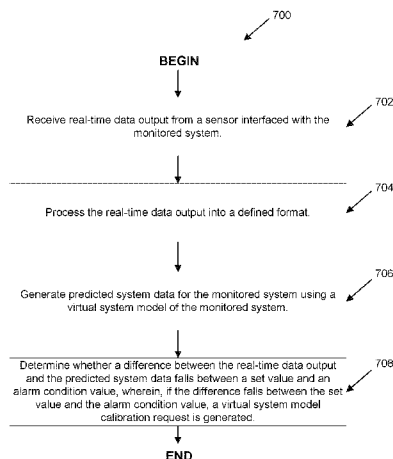 700
BEGIN
702
Receive real-time data output from a sensor interfaced with the
monitored system.
704
Process the real-time data output into a defined format.
706
Generate predicted system data for the monitored system using a
virtual system model of the monitored system.
708
Determine whether a difference between the real-time data output
and the predicted system data falls between a set value and an
alarm condition value, wherein, if the difference falls between the set
value and the alarm condition value, a virtual system model
calibration request is generated.
END